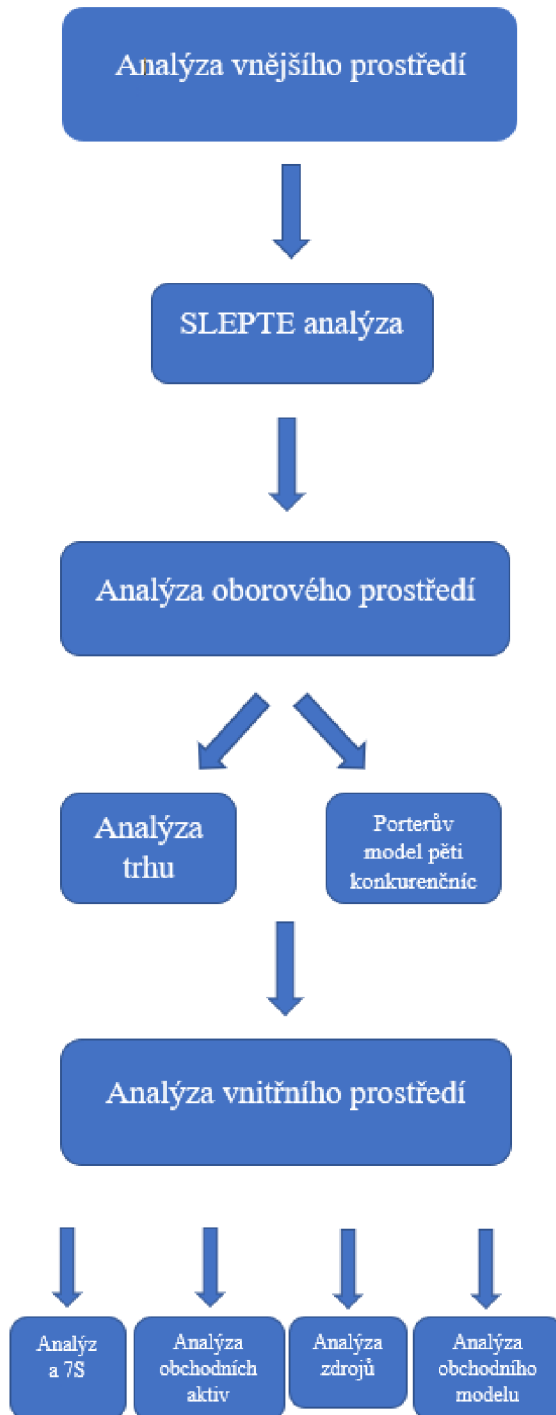 Analýza vnějšího prostředí
SLEPTE analýza
Analýza oborového prostředí
Analýza
trhu
Porterův
model pěti
konkurenčníc
Analýza vnitřního prostředí
Analýz
a 7S
Analýza
obchodních
aktiv
Analýza
zdrojů
Analýza
obchodního
modelu